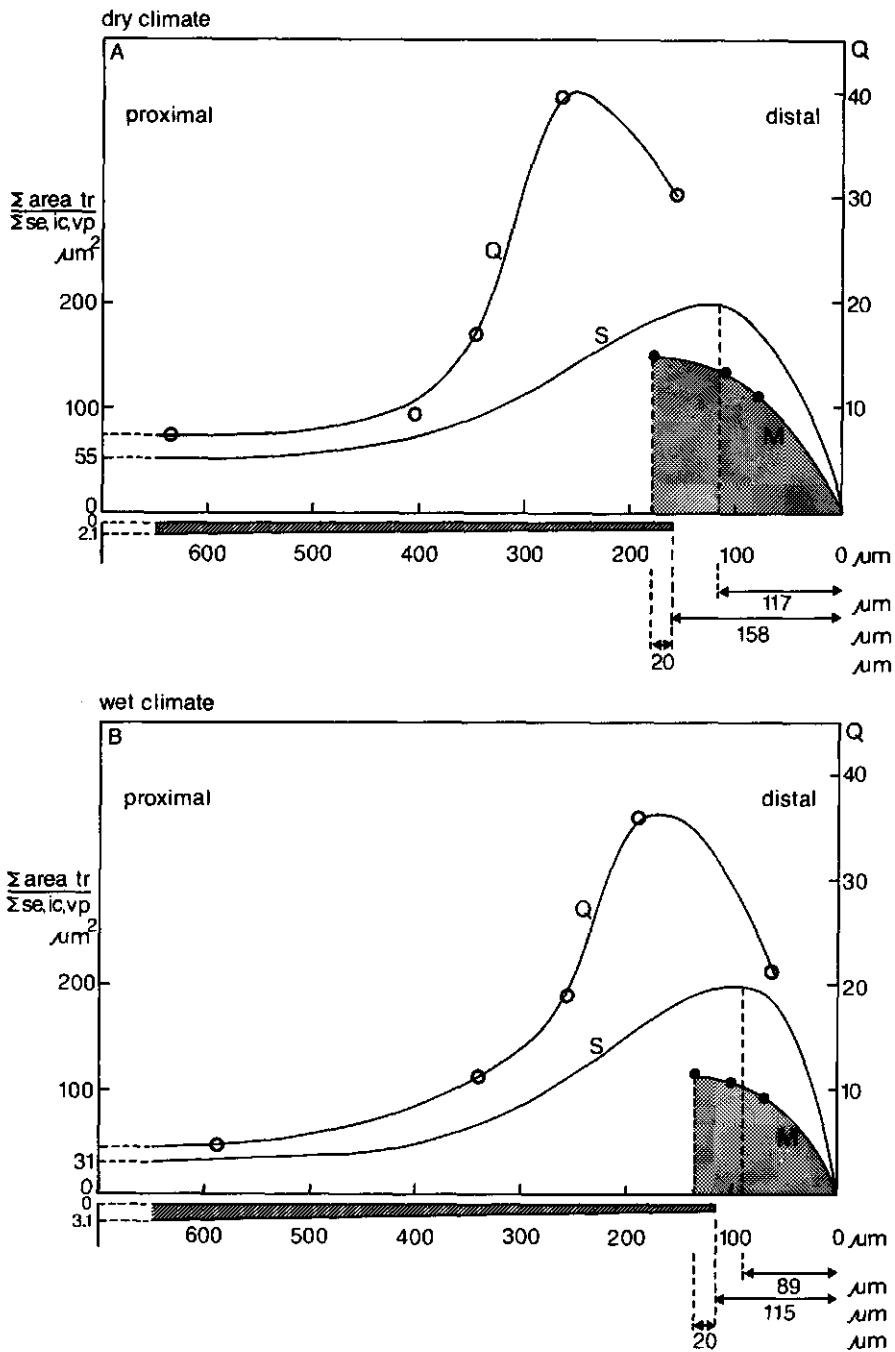 dry climate
A
Q
proximal
distal
40
Σ area tr
Σse, ic, vp
μm²
30
Q
200
20
S
100
10
M
55
0
0
2.1
600 500 400 300 200 100 0 μm
117 μm
158 μm
20 μm
wet climate
B
Q
40
proximal
distal
Σ area tr
Σse, ic, vp
μm²
30
Q
200
20
S
100
10
M
31
0
0
3.1
600 500 400 300 200 100 0 μm
89 μm
115 μm
20 μm